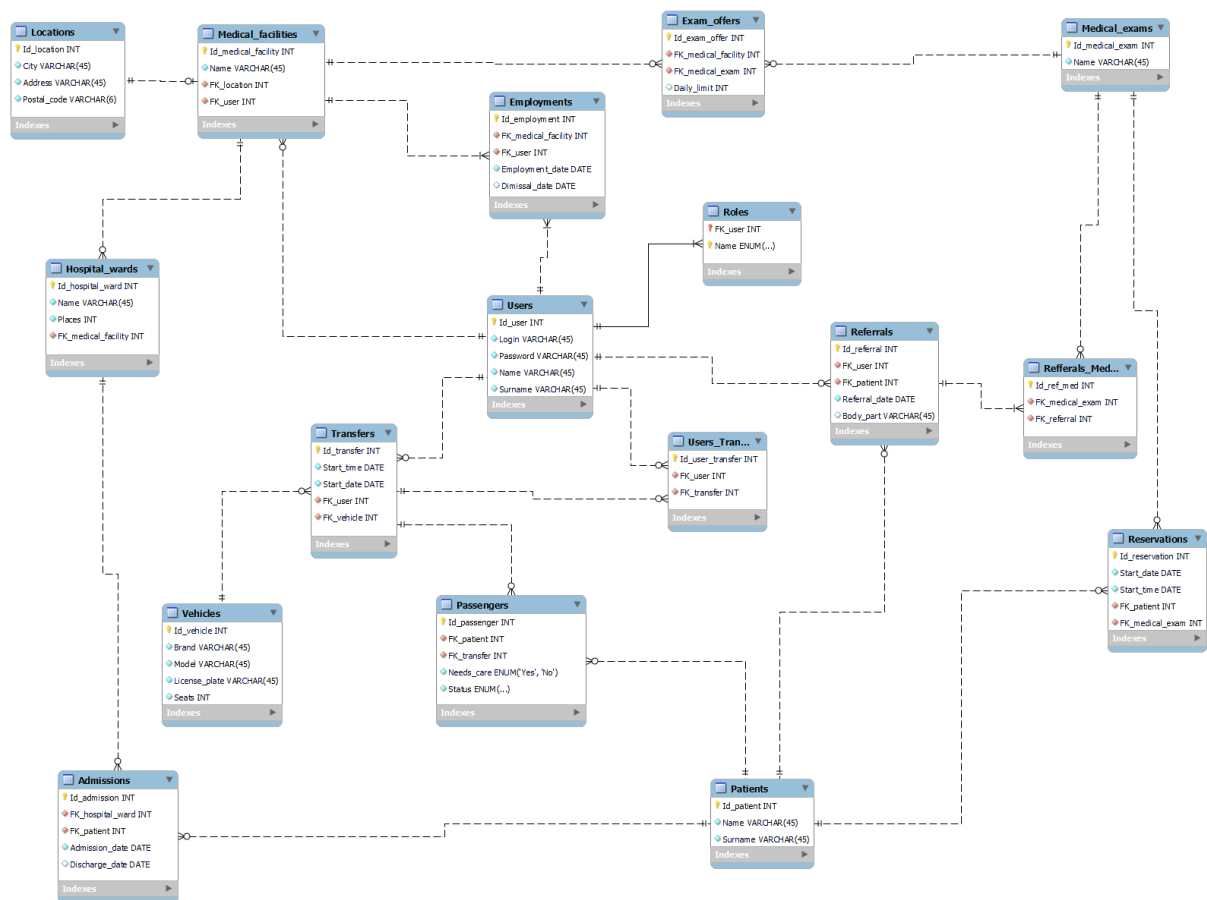 Locations
Id_location INT
City VARCHAR(45)
Address VARCHAR(45)
Postal_code VARCHAR(6)
Indexes
Medical_facilities
Id_medical_facility INT
Name VARCHAR(45)
FK_location INT
FK_user INT
Indexes
Exam_offers
Id_exam_offer INT
FK_medical_facility INT
FK_medical_exam INT
Daily_limit INT
Indexes
Medical_exams
Id_medical_exam INT
Name VARCHAR(45)
Indexes
Employments
Id_employment INT
FK_medical_facility INT
FK_user INT
Employment_date DATE
Dimissal_date DATE
Indexes
Roles
FK_user INT
Name ENUM(...)
Indexes
Hospital_wards
Id_hospital_ward INT
Name VARCHAR(45)
Places INT
FK_medical_facility INT
Indexes
Users
Id_user INT
Login VARCHAR(45)
Password VARCHAR(45)
Name VARCHAR(45)
Surname VARCHAR(45)
Indexes
Referrals
Id_referral INT
FK_user INT
FK_patient INT
Referral_date DATE
Body_part VARCHAR(45)
Indexes
Refferals_Med...
Id_ref_med INT
FK_medical_exam INT
FK_referral INT
Indexes
Transfers
Id_transfer INT
Start_time DATE
Start_date DATE
FK_user INT
FK_vehicle INT
Indexes
Users_Tran...
Id_user_transfer INT
FK_user INT
FK_transfer INT
Indexes
Reservations
Id_reservation INT
Start_date DATE
Start_time DATE
FK_patient INT
FK_medical_exam INT
Indexes
Vehicles
Id_vehicle INT
Brand VARCHAR(45)
Model VARCHAR(45)
License_plate VARCHAR(45)
Seats INT
Indexes
Passengers
Id_passenger INT
FK_patient INT
FK_transfer INT
Needs_care ENUM('Yes', 'No')
Status ENUM(...)
Indexes
Admissions
Id_admission INT
FK_hospital_ward INT
FK_patient INT
Admission_date DATE
Discharge_date DATE
Indexes
Patients
Id_patient INT
Name VARCHAR(45)
Surname VARCHAR(45)
Indexes